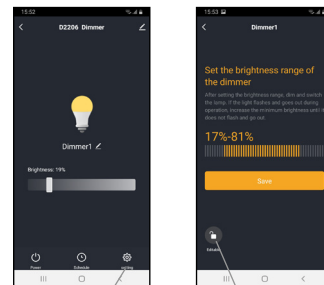 15:52
D2206 Dimmer
Dimmer1
Brightness: 19%
Power
Schedule
Setting
15:53
Dimmer1
Set the brightness range of
the dimmer
After setting the brightness range, dim and switch
the lamp. If the light flashes and goes out during
operation, increase the minimum brightness until it
does not flash and go out.
17%-81%
Save